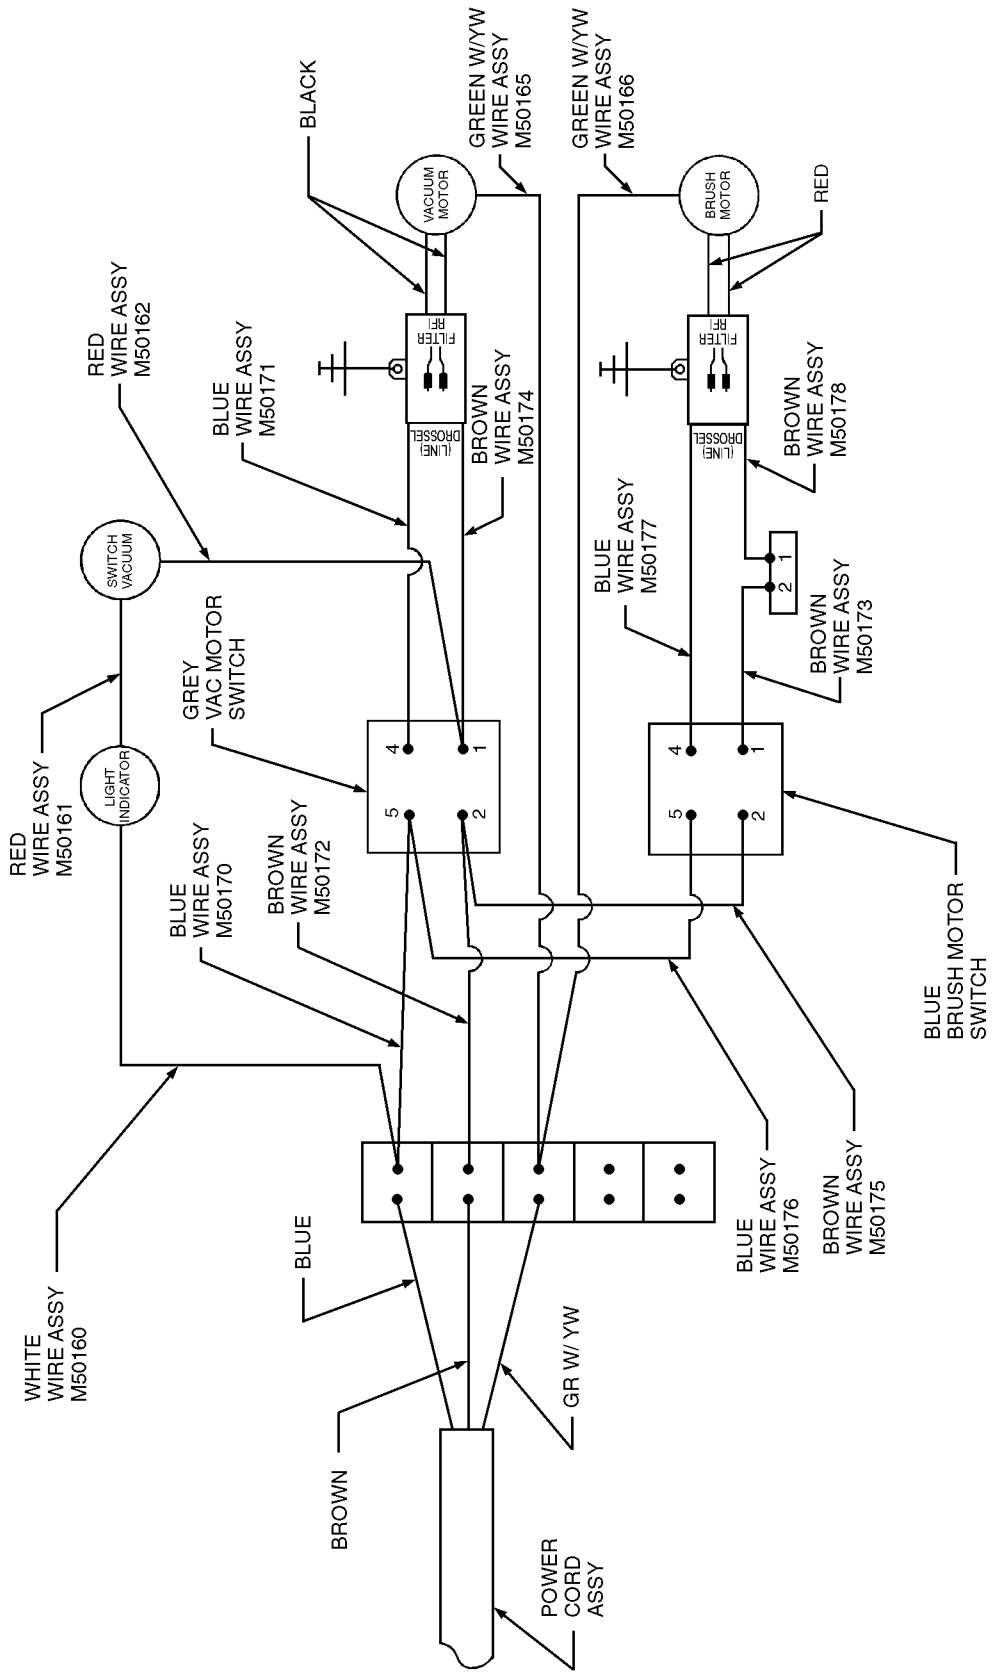 BLACK
GREEN W/YW
WIRE ASSY
M50165
GREEN W/YW
WIRE ASSY
M50166
VACUUM
MOTOR
BRUSH
MOTOR
RED
RED
WIRE ASSY
M50162
BLUE
WIRE ASSY
M50171
FILTER
RFI
(LINE)
DROSSEL
BROWN
WIRE ASSY
M50174
FILTER
RFI
(LINE)
DROSSEL
BROWN
WIRE ASSY
M50178
SWITCH
VACUUM
BLUE
WIRE ASSY
M50177
1
2
BROWN
WIRE ASSY
M50173
GREY
VAC MOTOR
SWITCH
RED
WIRE ASSY
M50161
LIGHT
INDICATOR
4
1
5
2
4
1
5
2
BLUE
WIRE ASSY
M50170
BROWN
WIRE ASSY
M50172
BLUE
BRUSH MOTOR
SWITCH
WHITE
WIRE ASSY
M50160
BLUE
BLUE
WIRE ASSY
M50176
BROWN
WIRE ASSY
M50175
BROWN
GR W/ YW
POWER
CORD
ASSY